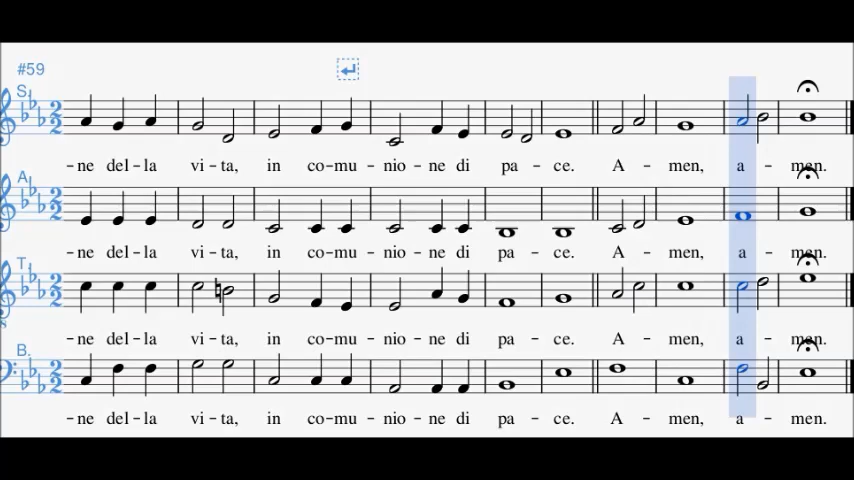 #59
S.
-ne del-la vi-ta, in co-mu-nio-ne di pa-ce. A-men, a-men.
A.
-ne del-la vi-ta, in co-mu-nio-ne di pa-ce. A-men, a-men.
T.
8
-ne del-la vi-ta, in co-mu-nio-ne di pa-ce. A-men, a-men.
B.
-ne del-la vi-ta, in co-mu-nio-ne di pa-ce. A-men, a-men.